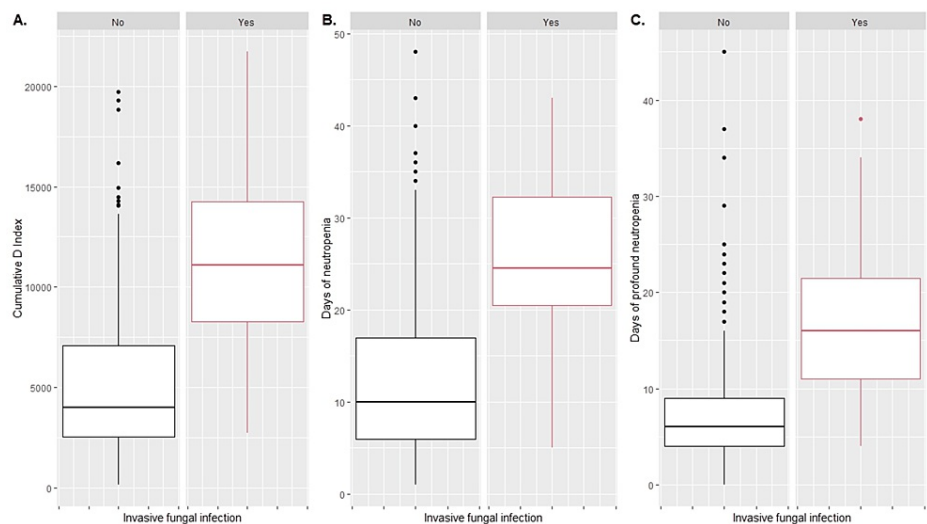 A.
No
Yes
Cumulative D Index
20000
15000
10000
5000
0
Invasive fungal infection
B.
No
Yes
Days of neutropenia
50
40
30
20
10
0
Invasive fungal infection
C.
No
Yes
Days of profound neutropenia
40
30
20
10
0
Invasive fungal infection